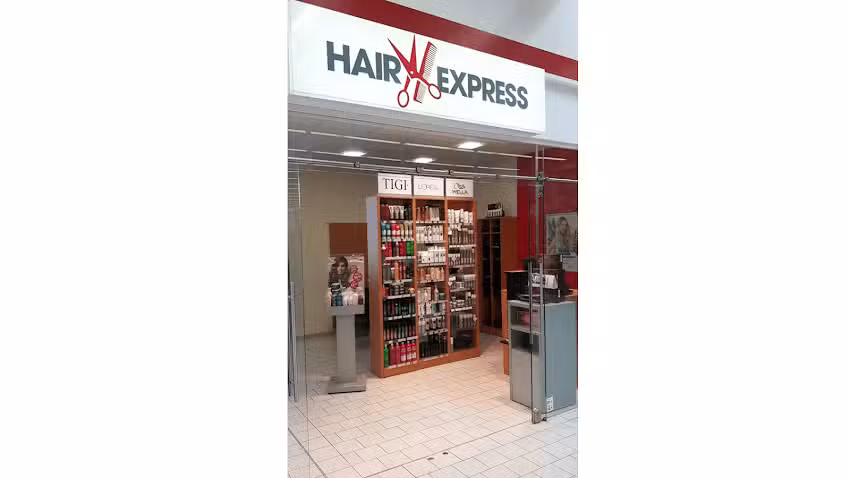 HAIR EXPRESS
TIGI
L'ORÉAL
WELLA